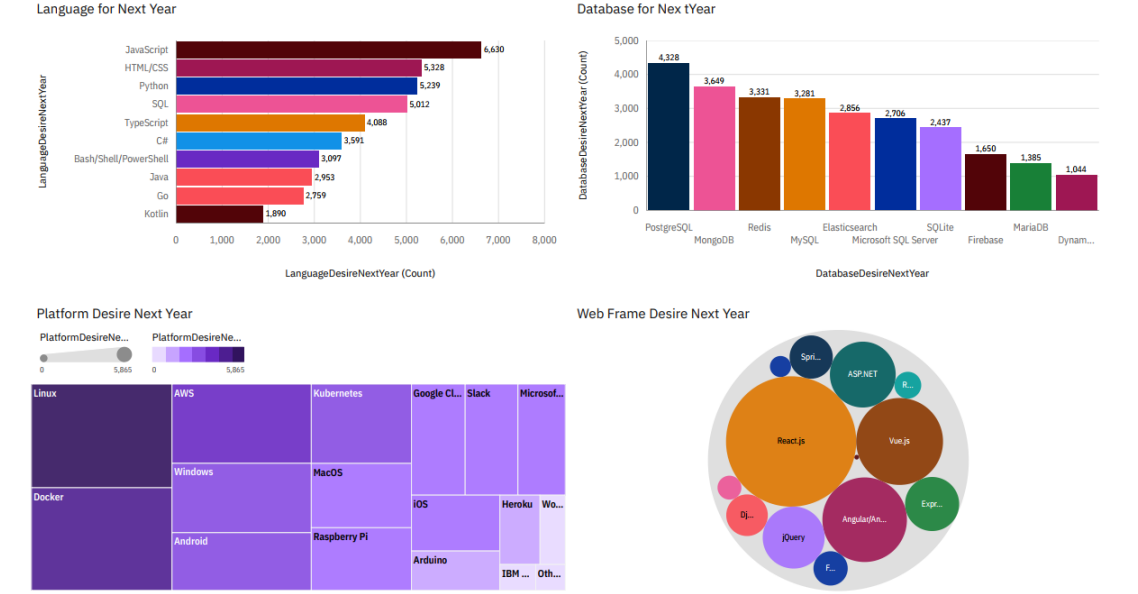 Language for Next Year
LanguageDesireNextYear
JavaScript 6,630
HTML/CSS 5,328
Python 5,239
SQL 5,012
TypeScript 4,088
C# 3,591
Bash/Shell/PowerShell 3,097
Java 2,953
Go 2,759
Kotlin 1,890
0 1,000 2,000 3,000 4,000 5,000 6,000 7,000 8,000
LanguageDesireNextYear (Count)
Database for Nex tYear
DatabaseDesireNextYear (Count)
5,000
4,000
3,000
2,000
1,000
0
4,328 3,649 3,331 3,281 2,856 2,706 2,437 1,650 1,385 1,044
PostgreSQL Redis Elasticsearch SQLite MariaDB
MongoDB MySQL Microsoft SQL Server Firebase Dynam...
DatabaseDesireNextYear
Platform Desire Next Year
PlatformDesireNe... PlatformDesireNe...
0 5,865 0 5,865
Linux AWS Kubernetes Google Cl... Slack Microsof...
Windows MacOS
Docker iOS Heroku Wo...
Android Raspberry Pi
Arduino IBM ... Oth...
Web Frame Desire Next Year
Spri...
ASP.NET
R...
React.js Vue.js
Expr...
Dj... Angular/An...
jQuery
F...